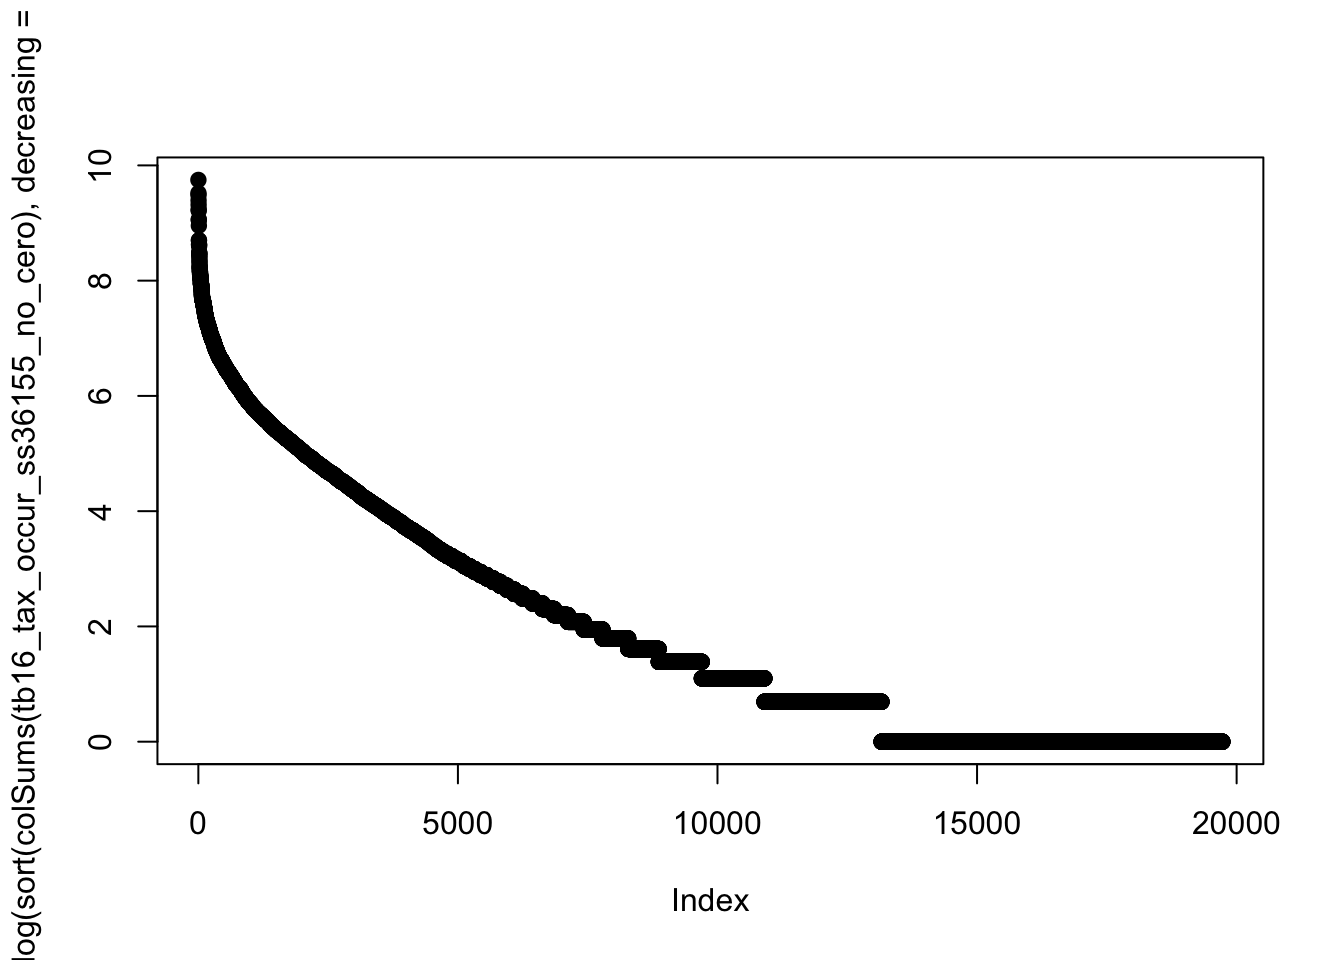 log(sort(colSums(tb16_tax_occur_ss36155_no_cero), decreasing =
10
8
6
4
2
0
0 5000 10000 15000 20000
Index